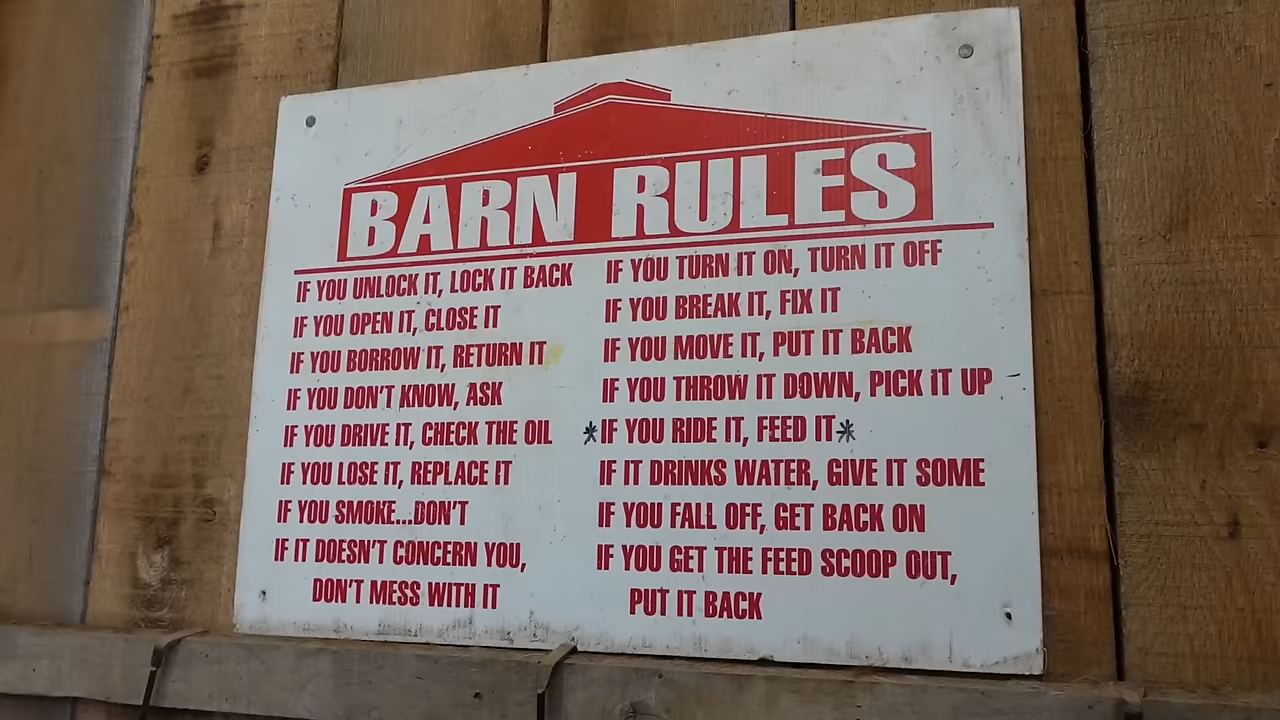 BARN RULES
IF YOU UNLOCK IT, LOCK IT BACK
IF YOU OPEN IT, CLOSE IT
IF YOU BORROW IT, RETURN IT
IF YOU DON'T KNOW, ASK
IF YOU DRIVE IT, CHECK THE OIL
IF YOU LOSE IT, REPLACE IT
IF YOU SMOKE...DON'T
IF IT DOESN'T CONCERN YOU,
DON'T MESS WITH IT
IF YOU TURN IT ON, TURN IT OFF
IF YOU BREAK IT, FIX IT
IF YOU MOVE IT, PUT IT BACK
IF YOU THROW IT DOWN, PICK IT UP
*IF YOU RIDE IT, FEED IT*
IF IT DRINKS WATER, GIVE IT SOME
IF YOU FALL OFF, GET BACK ON
IF YOU GET THE FEED SCOOP OUT,
PUT IT BACK